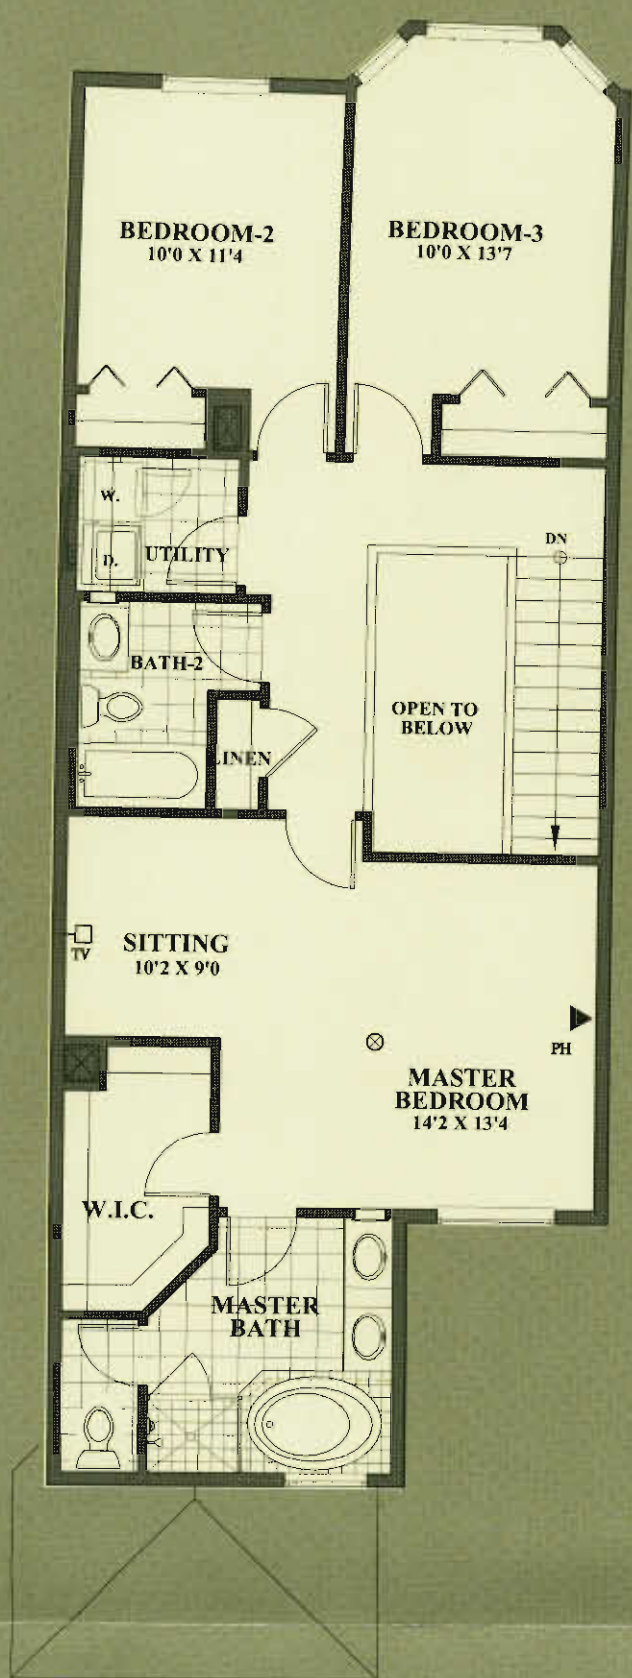 BEDROOM-2
10'0 X 11'4
BEDROOM-3
10'0 X 13'7
W.
D.
UTILITY
DN
BATH-2
OPEN TO
BELOW
LINEN
SITTING
10'2 X 9'0
TV
PH
MASTER
BEDROOM
14'2 X 13'4
W.I.C.
MASTER
BATH